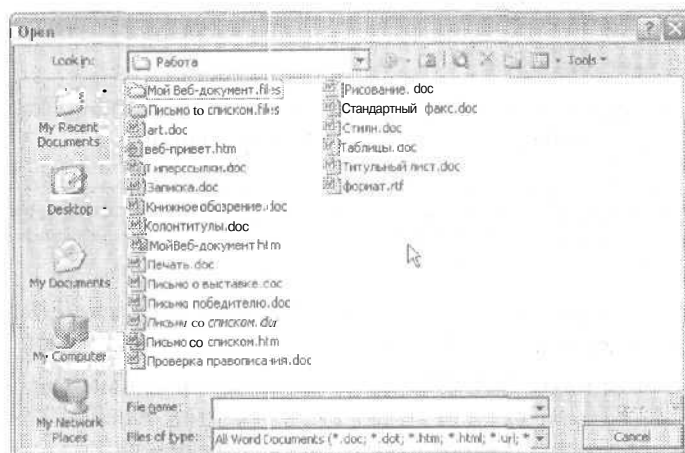 Open
Look in: Работа Tools
My Recent Documents
Desktop
My Documents
My Computer
My Network Places
Мой Веб-документ.files
Письмо to списком.files
art.doc
веб-привет.htm
Гиперссылки.doc
Записка.doc
Книжное обозрение.doc
Колонтитулы.doc
МойВеб-документ htm
Печать.doc
Письмо о выставке.doc
Письмо победителю.doc
Письмо со списком.doc
Письмо со списком.htm
Проверка правописания.doc
Рисование. doc
Стандартный факс.doc
Стили.doc
Таблицы.doc
Титульный лист.doc
формат.rtf
File name:
Files of type: All Word Documents (*.doc; *.dot; *.htm; *.html; *.url; *
Cancel